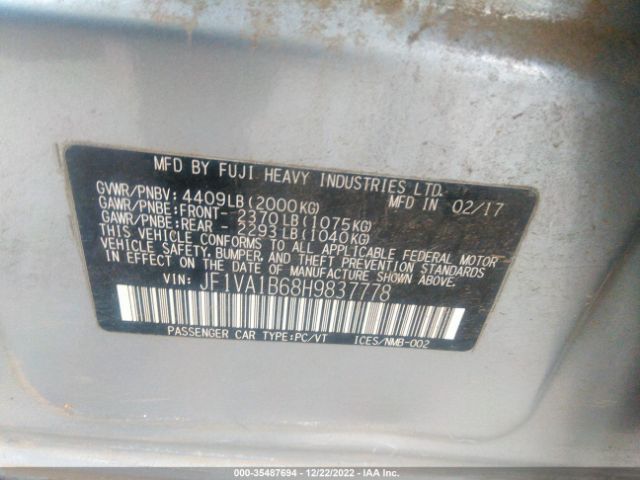 MFD BY FUJI HEAVY INDUSTRIES LTD.
GVWR/PNBV: 4409LB(2000KG) MFD IN 02/17
GAWR/PNBE:FRONT- 2370LB(1075KG)
GAWR/PNBE:REAR - 2293LB(1040KG)
THIS VEHICLE CONFORMS TO ALL APPLICABLE FEDERAL MOTOR
VEHICLE SAFETY, BUMPER, AND THEFT PREVENTION STANDARDS
IN EFFECT ON THE DATE OF MANUFACTURE SHOWN ABOVE.
VIN: JF1VA1B68H9837778
PASSENGER CAR TYPE:PC/VT ICES/NMB-002
000-35487694 - 12/22/2022 - IAA Inc.